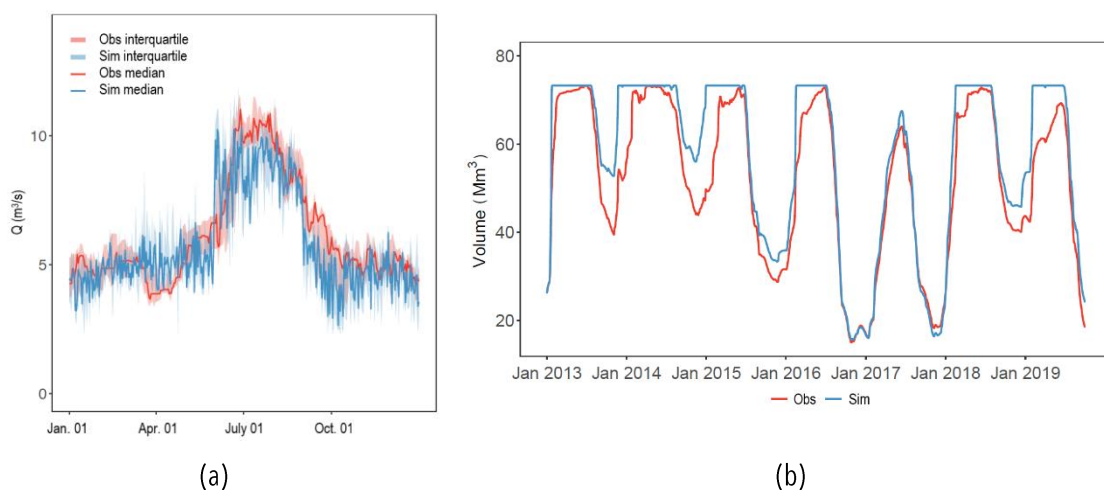 Obs interquartile
Sim interquartile
Obs median
Sim median
Q (m³/s)
10
5
0
Jan. 01 Apr. 01 July 01 Oct. 01
(a)
Volume (Mm³)
80
60
40
20
Jan 2013 Jan 2014 Jan 2015 Jan 2016 Jan 2017 Jan 2018 Jan 2019
Obs Sim
(b)